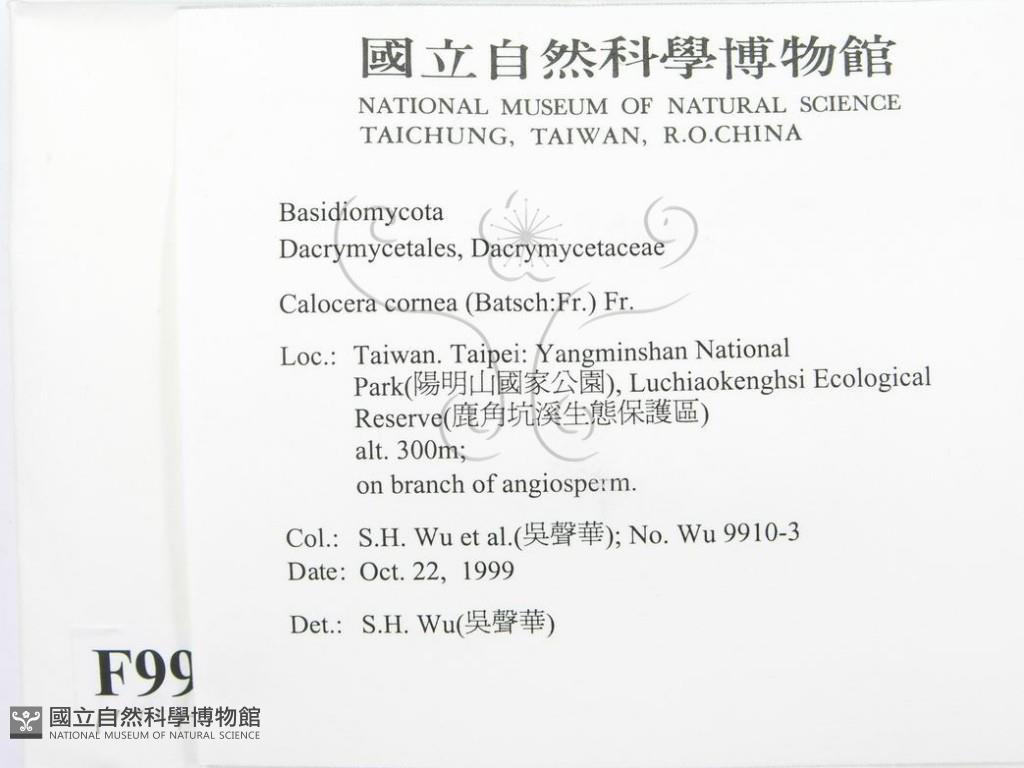 國立自然科學博物館
NATIONAL MUSEUM OF NATURAL SCIENCE
TAICHUNG, TAIWAN, R.O.CHINA
Basidiomycota
Dacrymycetales, Dacrymycetaceae
Calocera cornea (Batsch:Fr.) Fr.
Loc.: Taiwan. Taipei: Yangminshan National
Park(陽明山國家公園), Luchiaokenghsi Ecological
Reserve(鹿角坑溪生態保護區)
alt. 300m;
on branch of angiosperm.
Col.: S.H. Wu et al.(吳聲華); No. Wu 9910-3
Date: Oct. 22, 1999
Det.: S.H. Wu(吳聲華)
F99
國立自然科學博物館
NATIONAL MUSEUM OF NATURAL SCIENCE